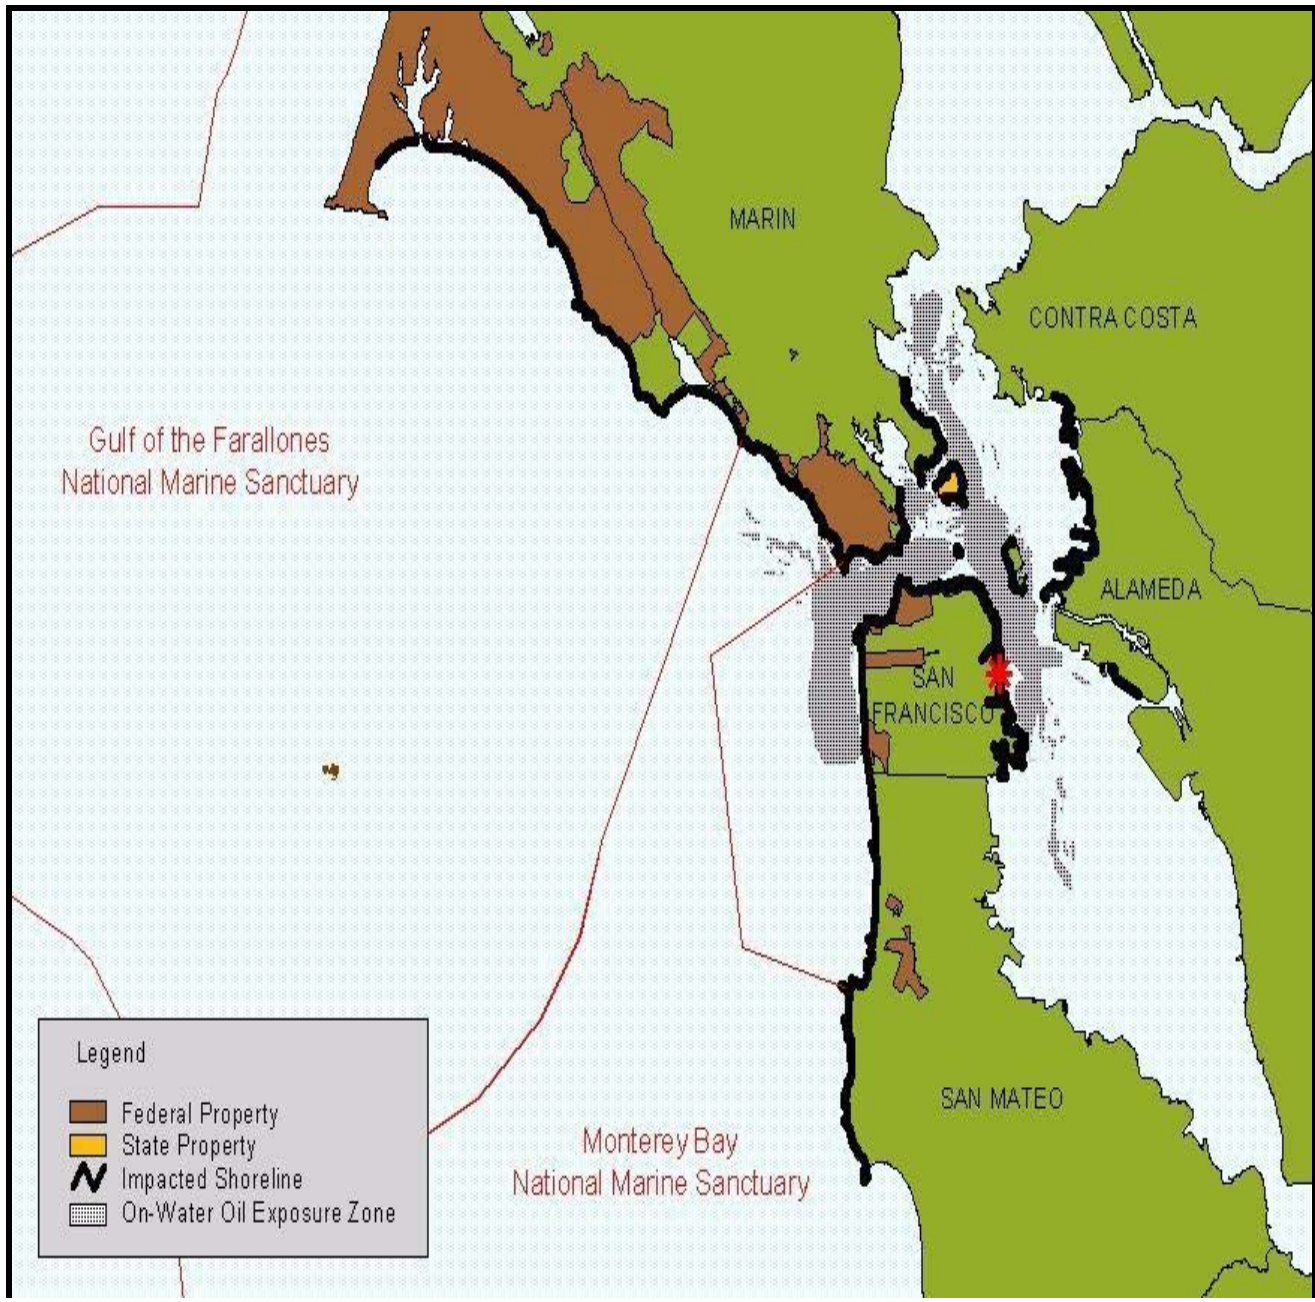 MARIN
CONTRA COSTA
Gulf of the Farallones
National Marine Sanctuary
ALAMEDA
SAN
FRANCISCO
Legend
Federal Property
State Property
Impacted Shoreline
On-Water Oil Exposure Zone
SAN MATEO
Monterey Bay
National Marine Sanctuary